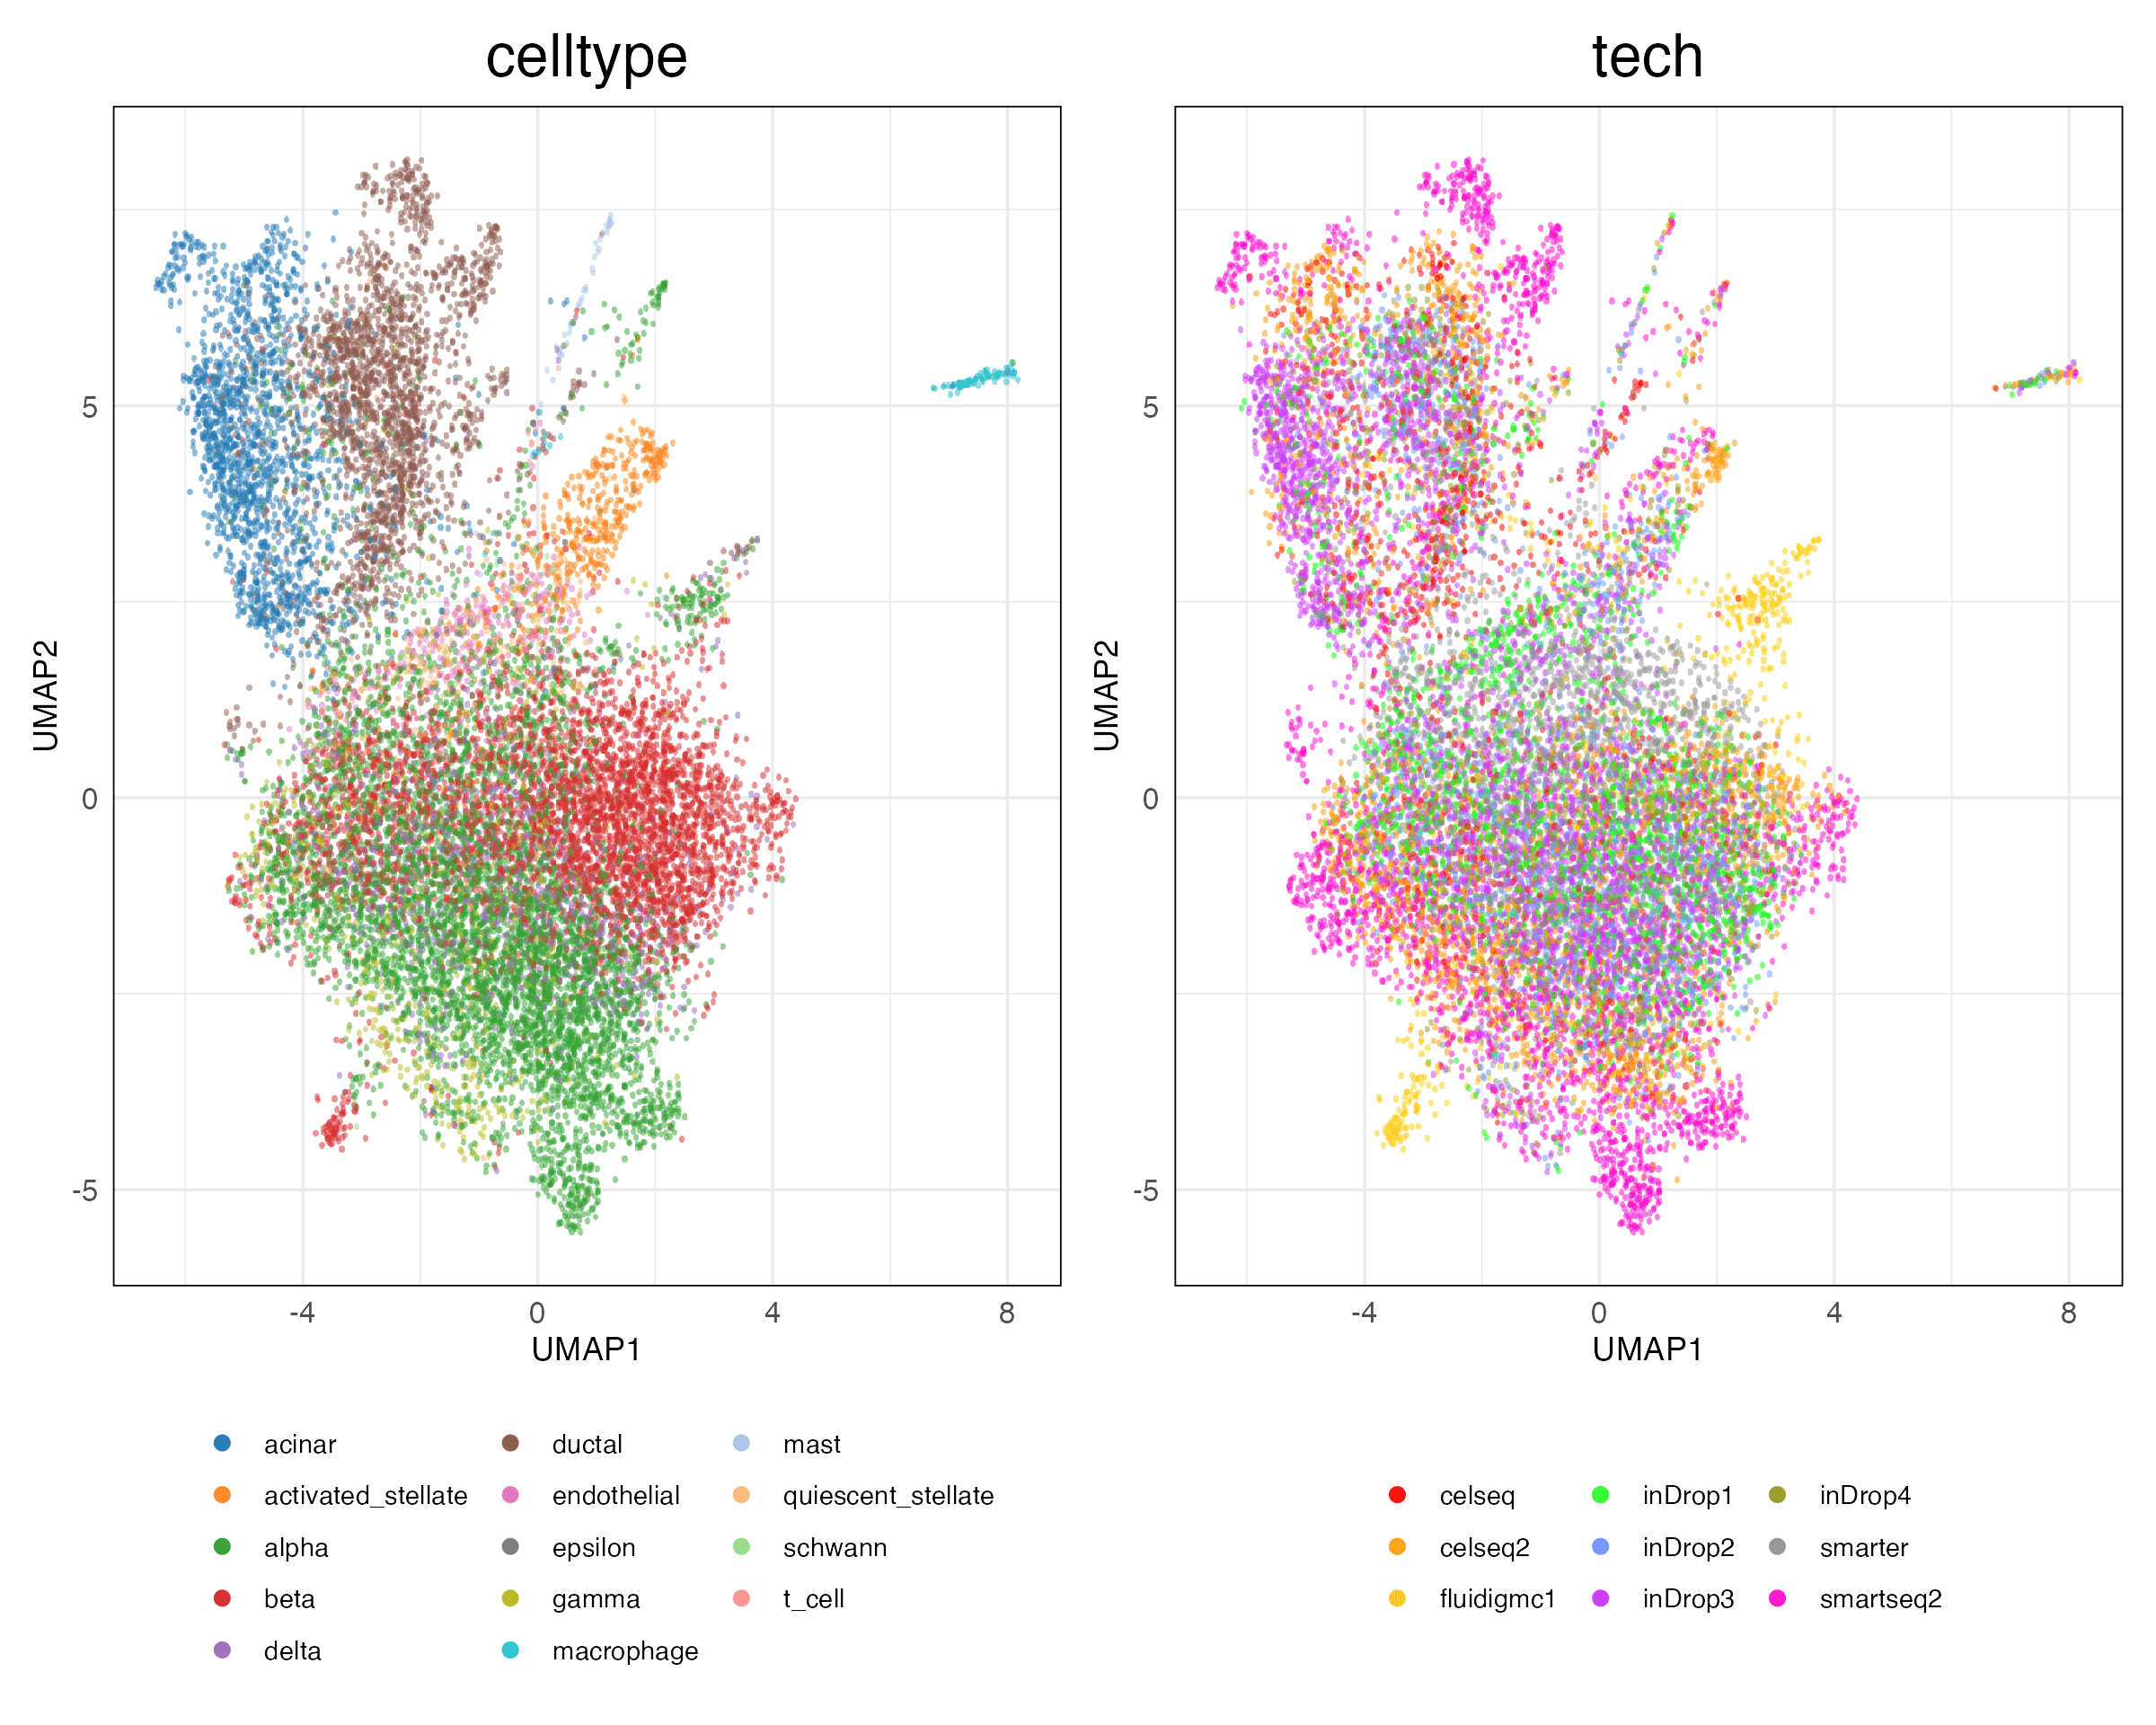 celltype
tech
UMAP2
5
0
-5
-4 0 4 8
UMAP1
UMAP2
5
0
-5
-4 0 4 8
UMAP1
acinar ductal mast
activated_stellate endothelial quiescent_stellate
alpha epsilon schwann
beta gamma t_cell
delta macrophage
celseq inDrop1 inDrop4
celseq2 inDrop2 smarter
fluidigmc1 inDrop3 smartseq2